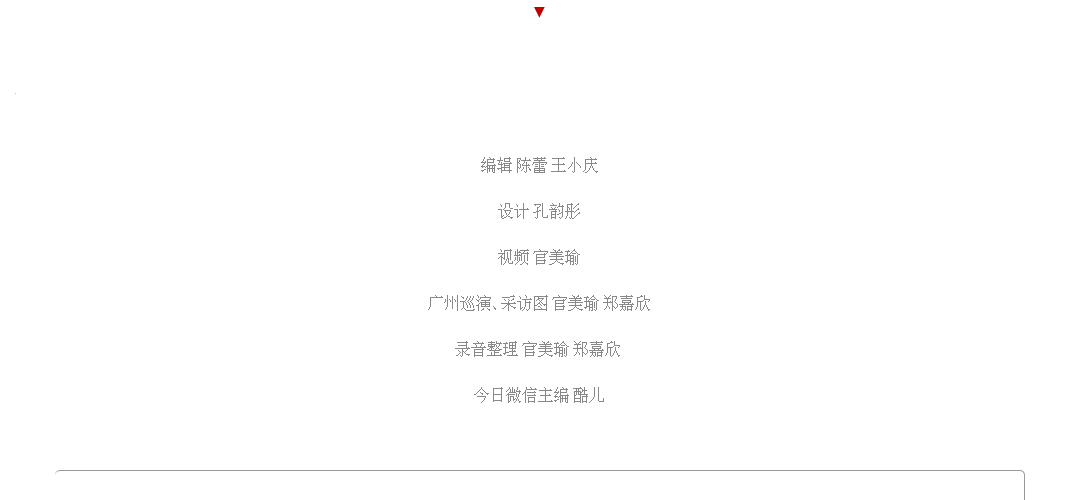 编辑 陈蕾 王小庆
设计 孔韵彤
视频 官美瑜
广州巡演、采访图 官美瑜 郑嘉欣
录音整理 官美瑜 郑嘉欣
今日微信主编 酷儿